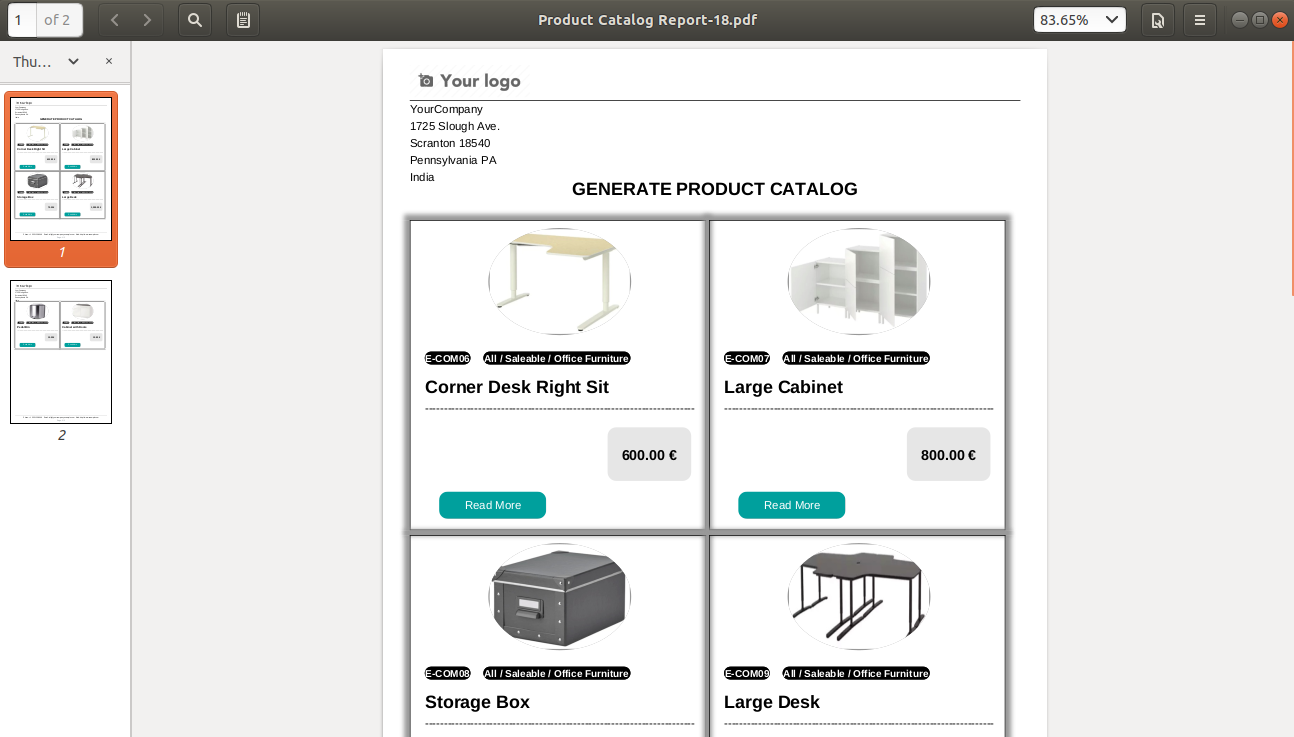 1 of 2
Product Catalog Report-18.pdf
83.65%
Thu...
1
2
Your logo
YourCompany
1725 Slough Ave.
Scranton 18540
Pennsylvania PA
India
GENERATE PRODUCT CATALOG
E-COM06 All / Saleable / Office Furniture
Corner Desk Right Sit
600.00 €
Read More
E-COM07 All / Saleable / Office Furniture
Large Cabinet
800.00 €
Read More
E-COM08 All / Saleable / Office Furniture
Storage Box
E-COM09 All / Saleable / Office Furniture
Large Desk